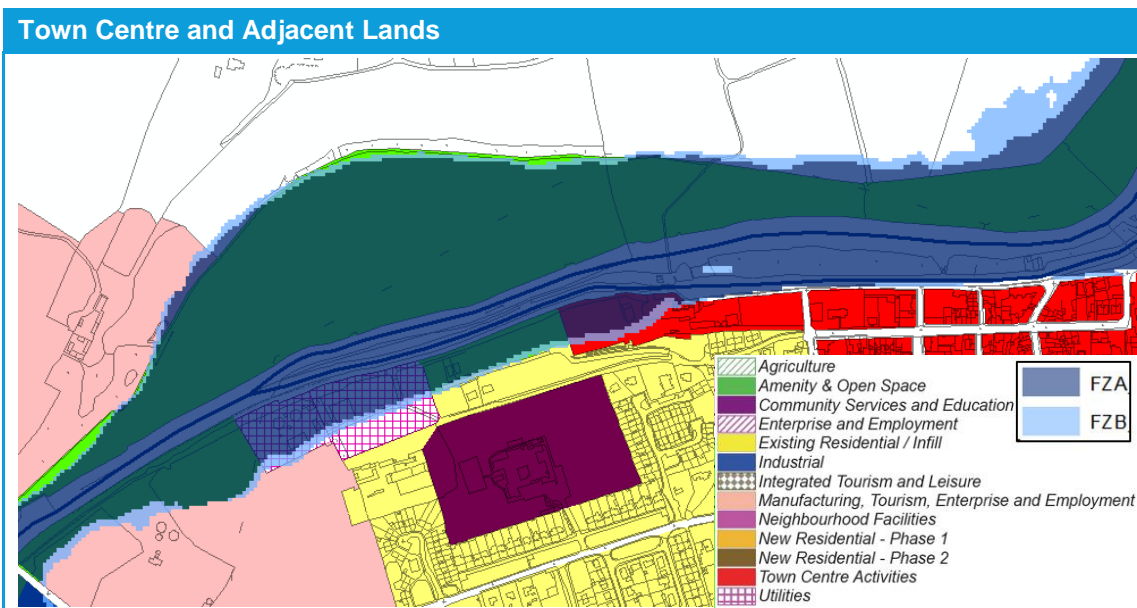 Town Centre and Adjacent Lands
Agriculture
Amenity & Open Space
Community Services and Education
Enterprise and Employment
Existing Residential / Infill
Industrial
Integrated Tourism and Leisure
Manufacturing, Tourism, Enterprise and Employment
Neighbourhood Facilities
New Residential - Phase 1
New Residential - Phase 2
Town Centre Activities
Utilities
FZA
FZB